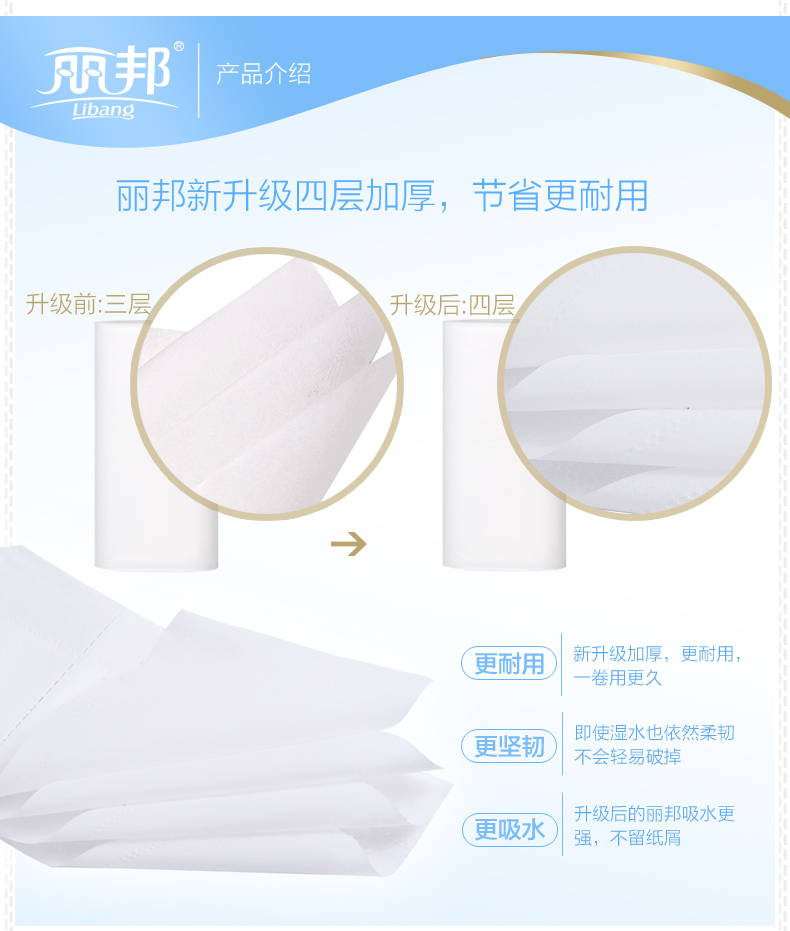 丽邦®
Libang
产品介绍
丽邦新升级四层加厚，节省更耐用
升级前:三层
升级后:四层
更耐用
新升级加厚，更耐用，
一卷用更久
更坚韧
即使湿水也依然柔韧
不会轻易破掉
更吸水
升级后的丽邦吸水更
强，不留纸屑